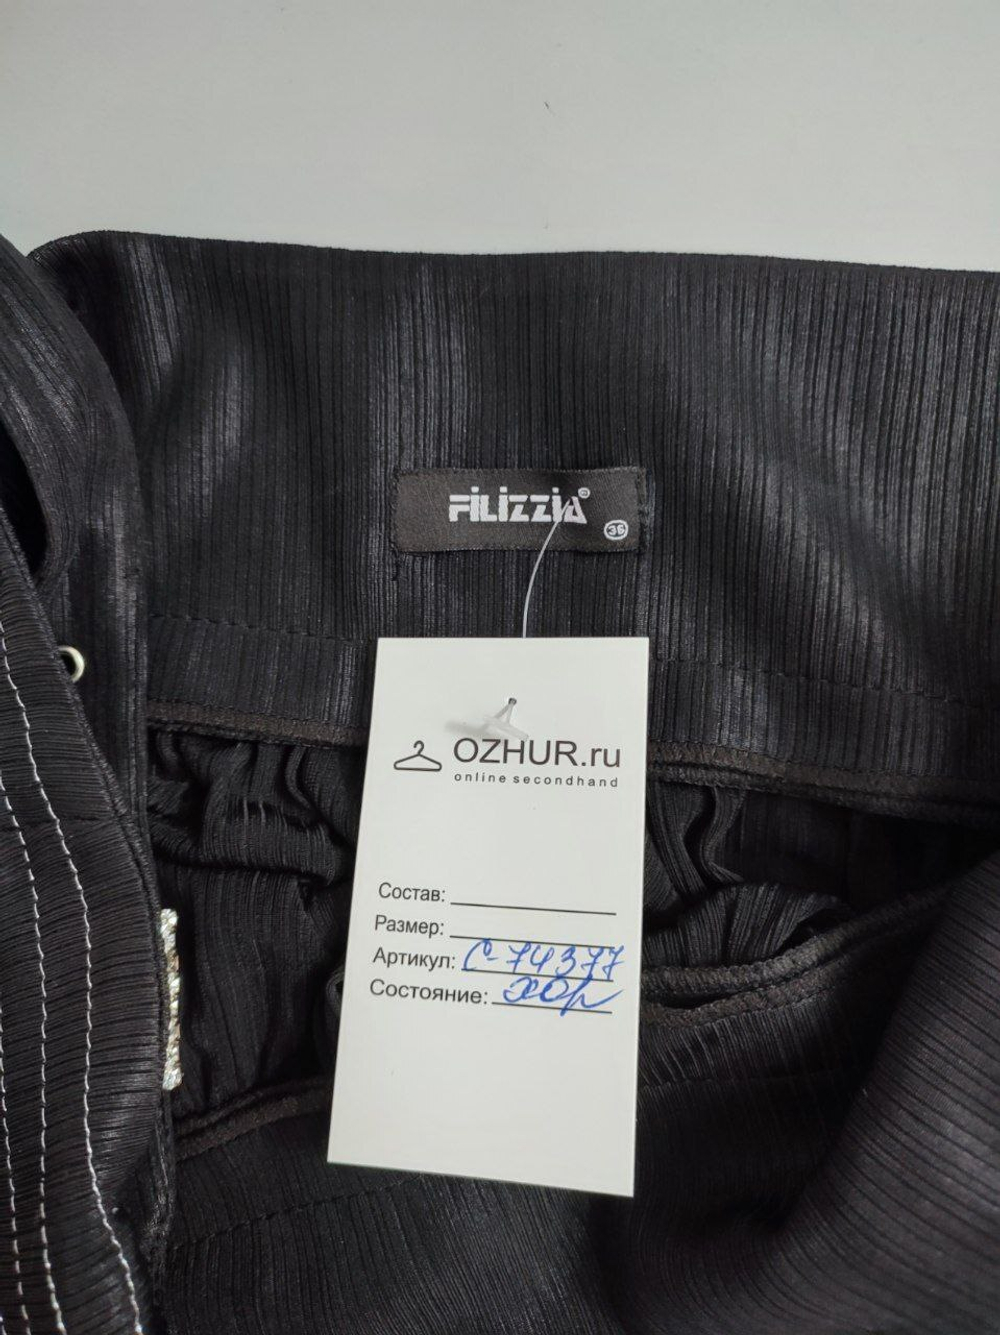 FiLiZZiA®
36
OZHUR.ru
online secondhand
Состав:
Размер:
Артикул: С-74377
Состояние: хор